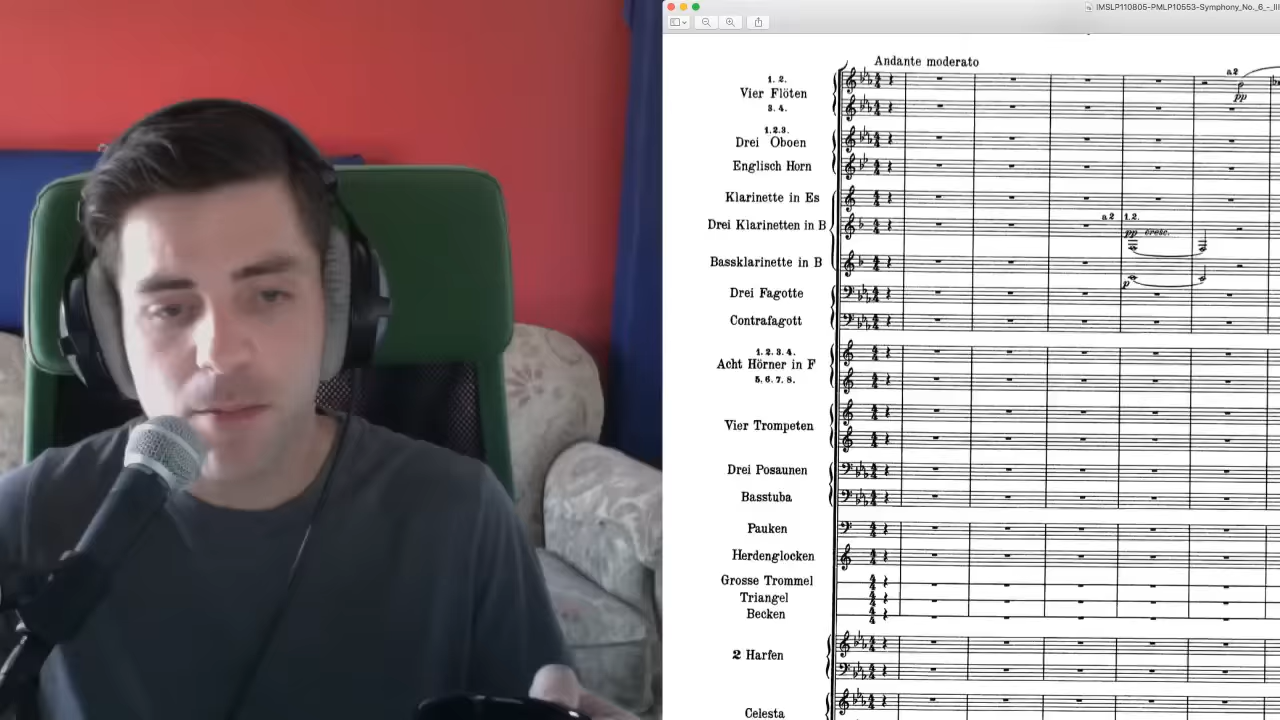 IMSLP110805-PMLP10553-Symphony_No._6_-_III
Andante moderato
1. 2.
Vier Flöten
3. 4.
a2
pp
1.2.3.
Drei Oboen
Englisch Horn
Klarinette in Es
a 2 1.2.
Drei Klarinetten in B
pp cresc.
Bassklarinette in B
p
Drei Fagotte
Contrafagott
1. 2. 3. 4.
Acht Hörner in F
5. 6. 7. 8.
Vier Trompeten
Drei Posaunen
Basstuba
Pauken
Herdenglocken
Grosse Trommel
Triangel
Becken
2 Harfen
Celesta